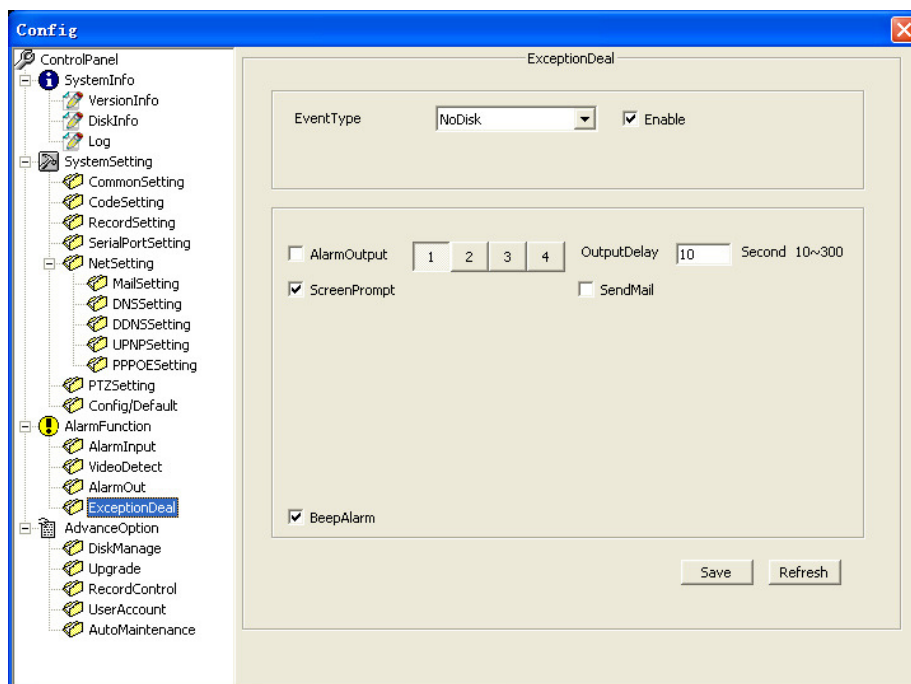 Config
ControlPanel
SystemInfo
VersionInfo
DiskInfo
Log
SystemSetting
CommonSetting
CodeSetting
RecordSetting
SerialPortSetting
NetSetting
MailSetting
DNSSetting
DDNSSetting
UPNPSetting
PPPOESetting
PTZSetting
Config/Default
AlarmFunction
AlarmInput
VideoDetect
AlarmOut
ExceptionDeal
AdvanceOption
DiskManage
Upgrade
RecordControl
UserAccount
AutoMaintenance
ExceptionDeal
EventType NoDisk Enable
AlarmOutput 1 2 3 4 OutputDelay 10 Second 10~300
ScreenPrompt SendMail
BeepAlarm
Save Refresh